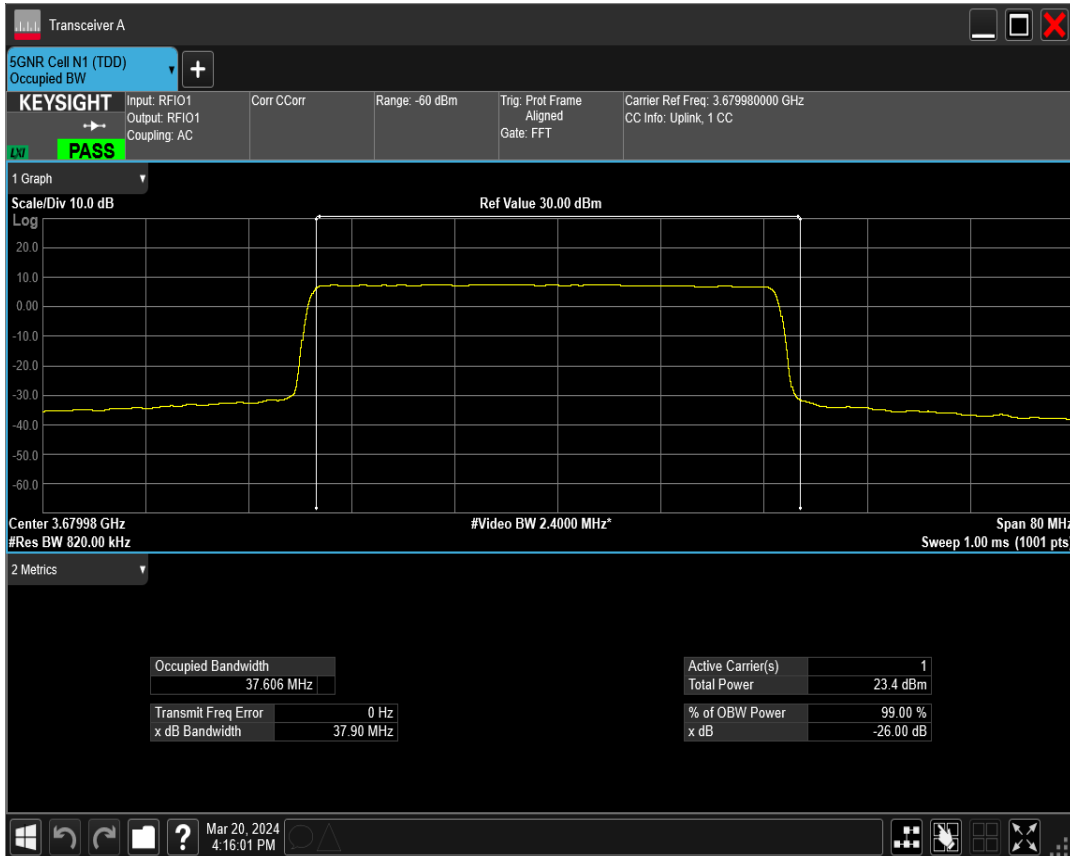 Transceiver A
5GNR Cell N1 (TDD)
Occupied BW
+
KEYSIGHT
LXI
PASS
Input: RFIO1
Output: RFIO1
Coupling: AC
Corr CCorr
Range: -60 dBm
Trig: Prot Frame
Aligned
Gate: FFT
Carrier Ref Freq: 3.679980000 GHz
CC Info: Uplink, 1 CC
1 Graph
Scale/Div 10.0 dB
Ref Value 30.00 dBm
Log
20.0
10.0
0.00
-10.0
-20.0
-30.0
-40.0
-50.0
-60.0
Center 3.67998 GHz
#Video BW 2.4000 MHz*
Span 80 MHz
#Res BW 820.00 kHz
Sweep 1.00 ms (1001 pts)
2 Metrics
Occupied Bandwidth
37.606 MHz
Transmit Freq Error 0 Hz
x dB Bandwidth 37.90 MHz
Active Carrier(s) 1
Total Power 23.4 dBm
% of OBW Power 99.00 %
x dB -26.00 dB
?
Mar 20, 2024
4:16:01 PM